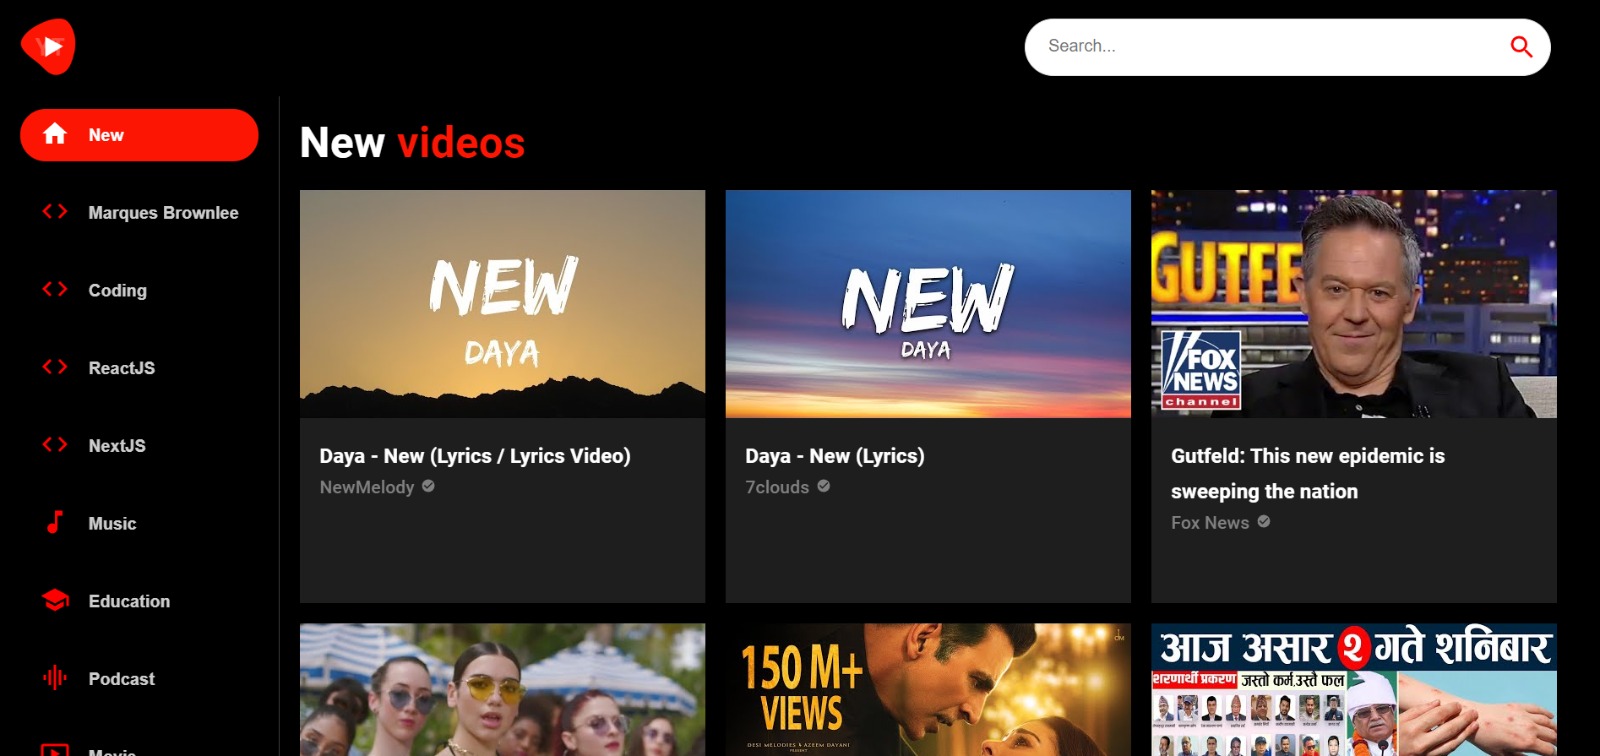 YT
Search...
New
Marques Brownlee
Coding
ReactJS
NextJS
Music
Education
Podcast
Movie
New videos
NEW
DAYA
Daya - New (Lyrics / Lyrics Video)
NewMelody
NEW
DAYA
Daya - New (Lyrics)
7clouds
GUTFE
FOX
NEWS
channel
Gutfeld: This new epidemic is
sweeping the nation
Fox News
150 M+
VIEWS
DESI MELODIES & AZEEM DAYANI
PRESENT
DM
आज असार २ गते शनिबार
शरणार्थी प्रकरण जस्तो कर्म,उस्तै फल